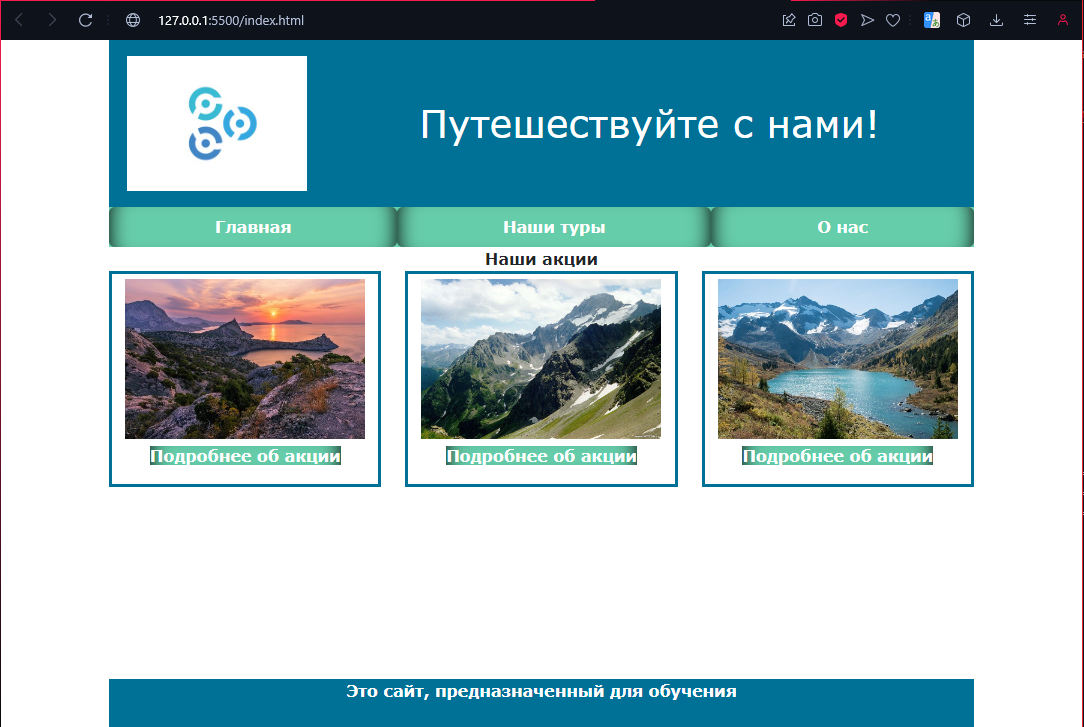 127.0.0.1:5500/index.html
Путешествуйте с нами!
Главная
Наши туры
О нас
Наши акции
Подробнее об акции
Подробнее об акции
Подробнее об акции
Это сайт, предназначенный для обучения